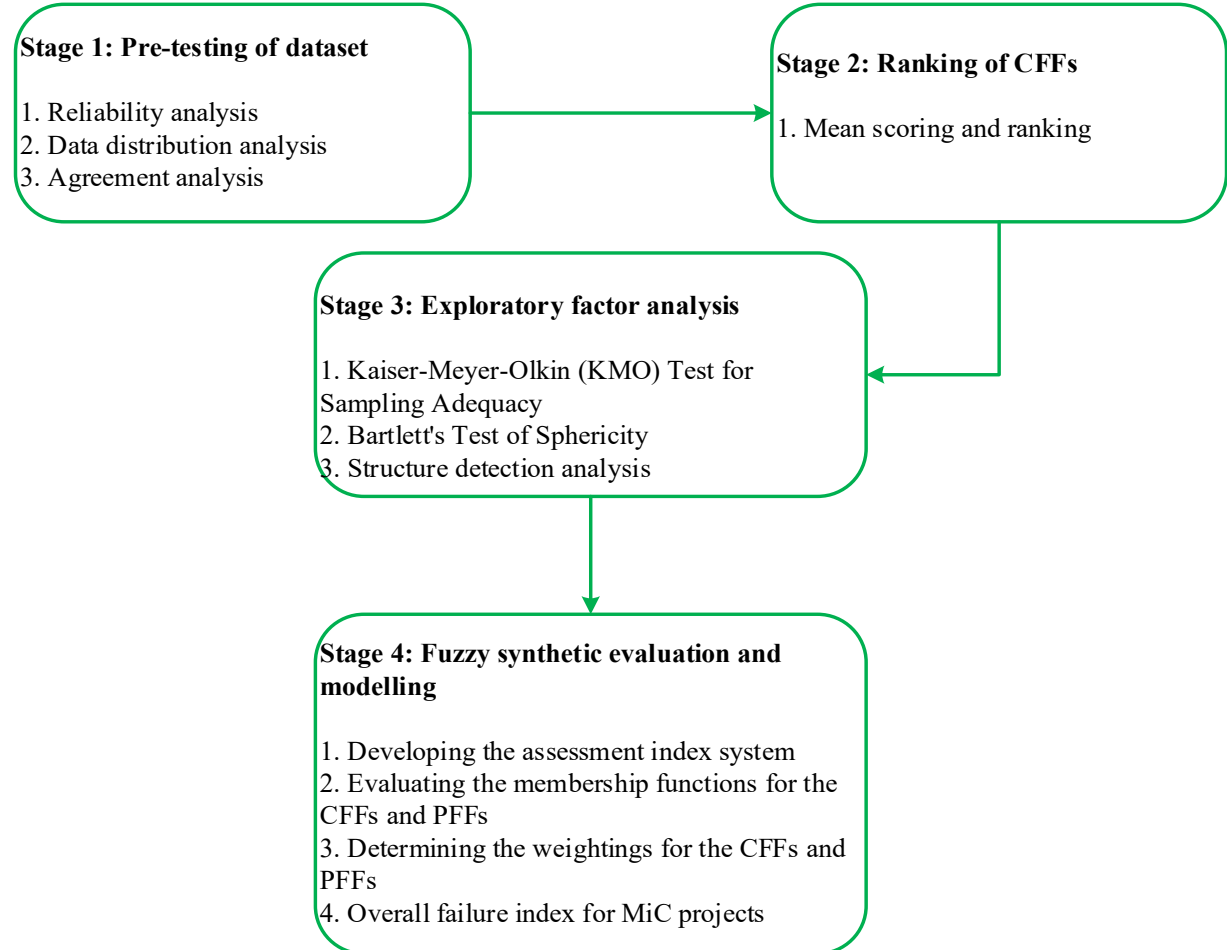 Stage 1: Pre-testing of dataset
1. Reliability analysis
2. Data distribution analysis
3. Agreement analysis
Stage 2: Ranking of CFFs
1. Mean scoring and ranking
Stage 3: Exploratory factor analysis
1. Kaiser-Meyer-Olkin (KMO) Test for
Sampling Adequacy
2. Bartlett's Test of Sphericity
3. Structure detection analysis
Stage 4: Fuzzy synthetic evaluation and
modelling
1. Developing the assessment index system
2. Evaluating the membership functions for the
CFFs and PFFs
3. Determining the weightings for the CFFs and
PFFs
4. Overall failure index for MiC projects